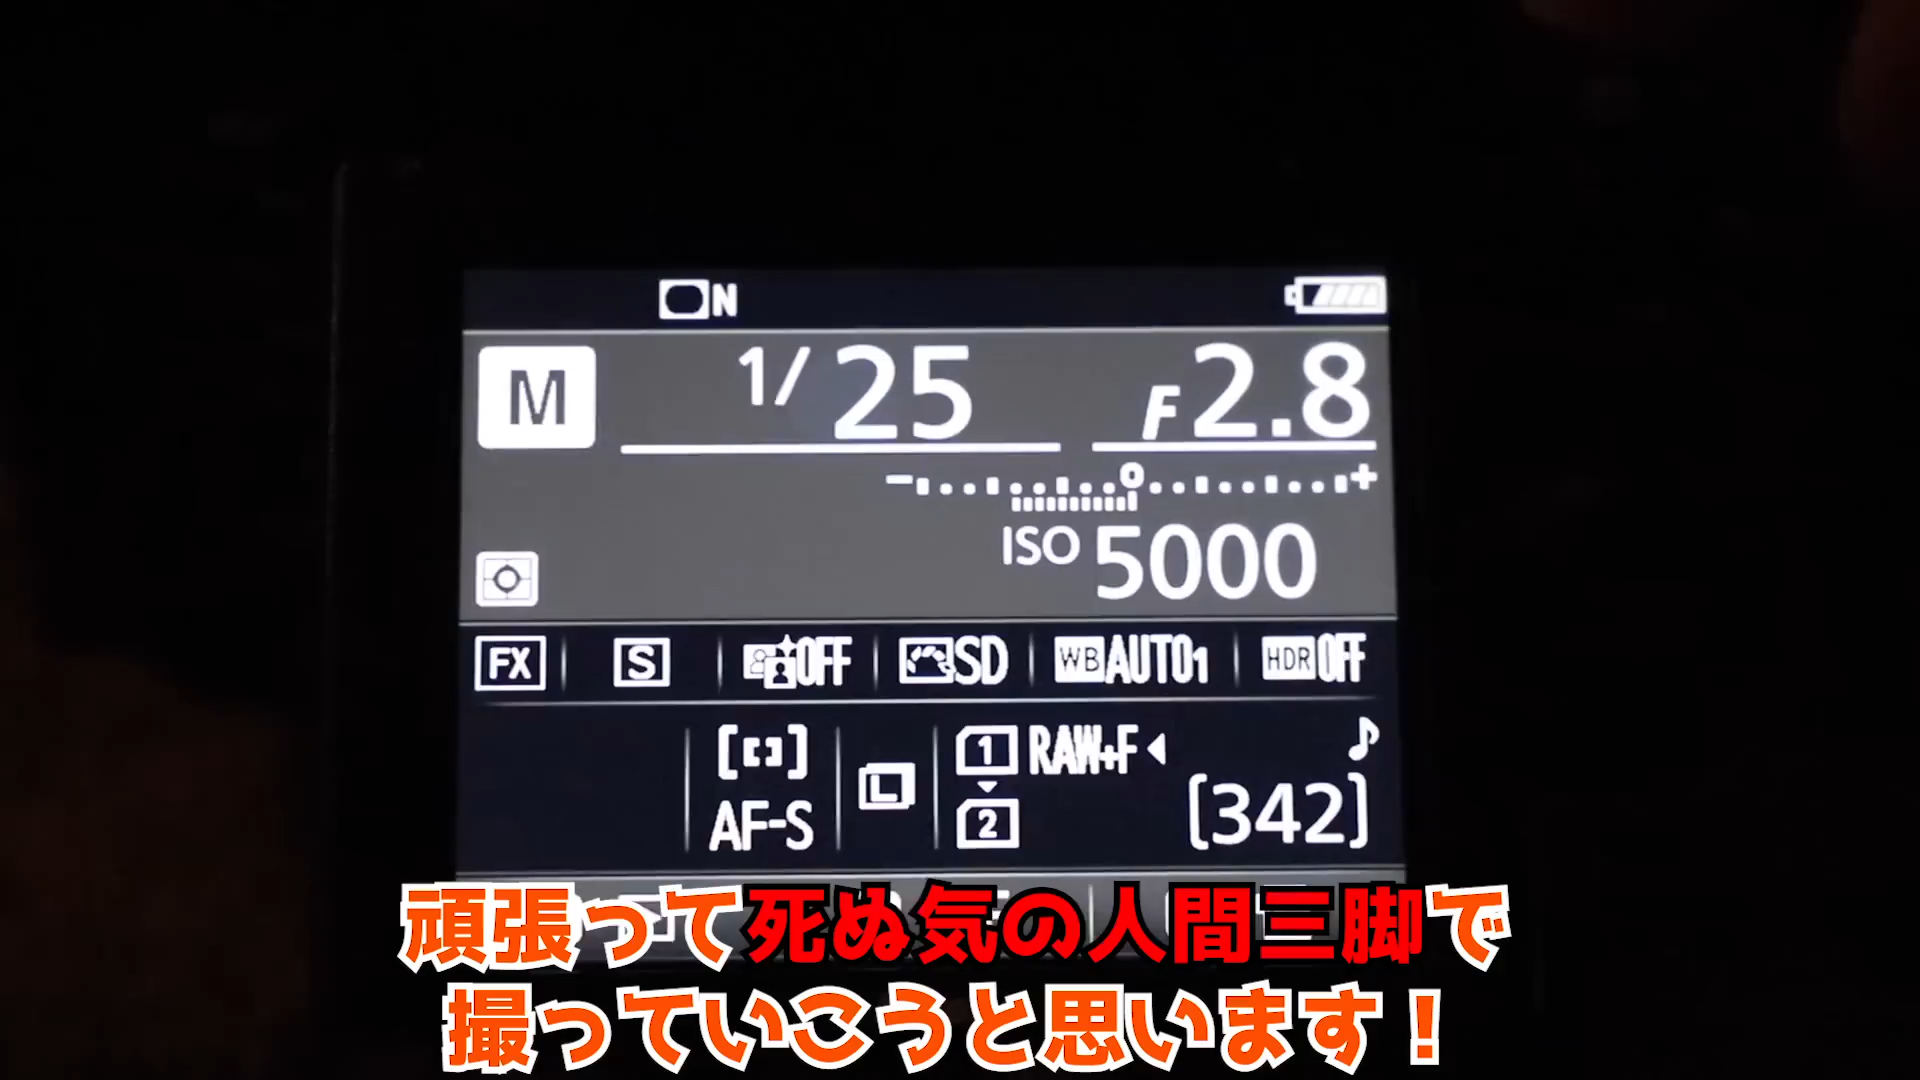 N
M 1/25 F2.8
- 0 +
ISO 5000
FX S OFF SD WB AUTO1 HDR OFF
1 RAW+F
AF-S L 2 [342]
頑張って死ぬ気の人間三脚で
撮っていこうと思います！